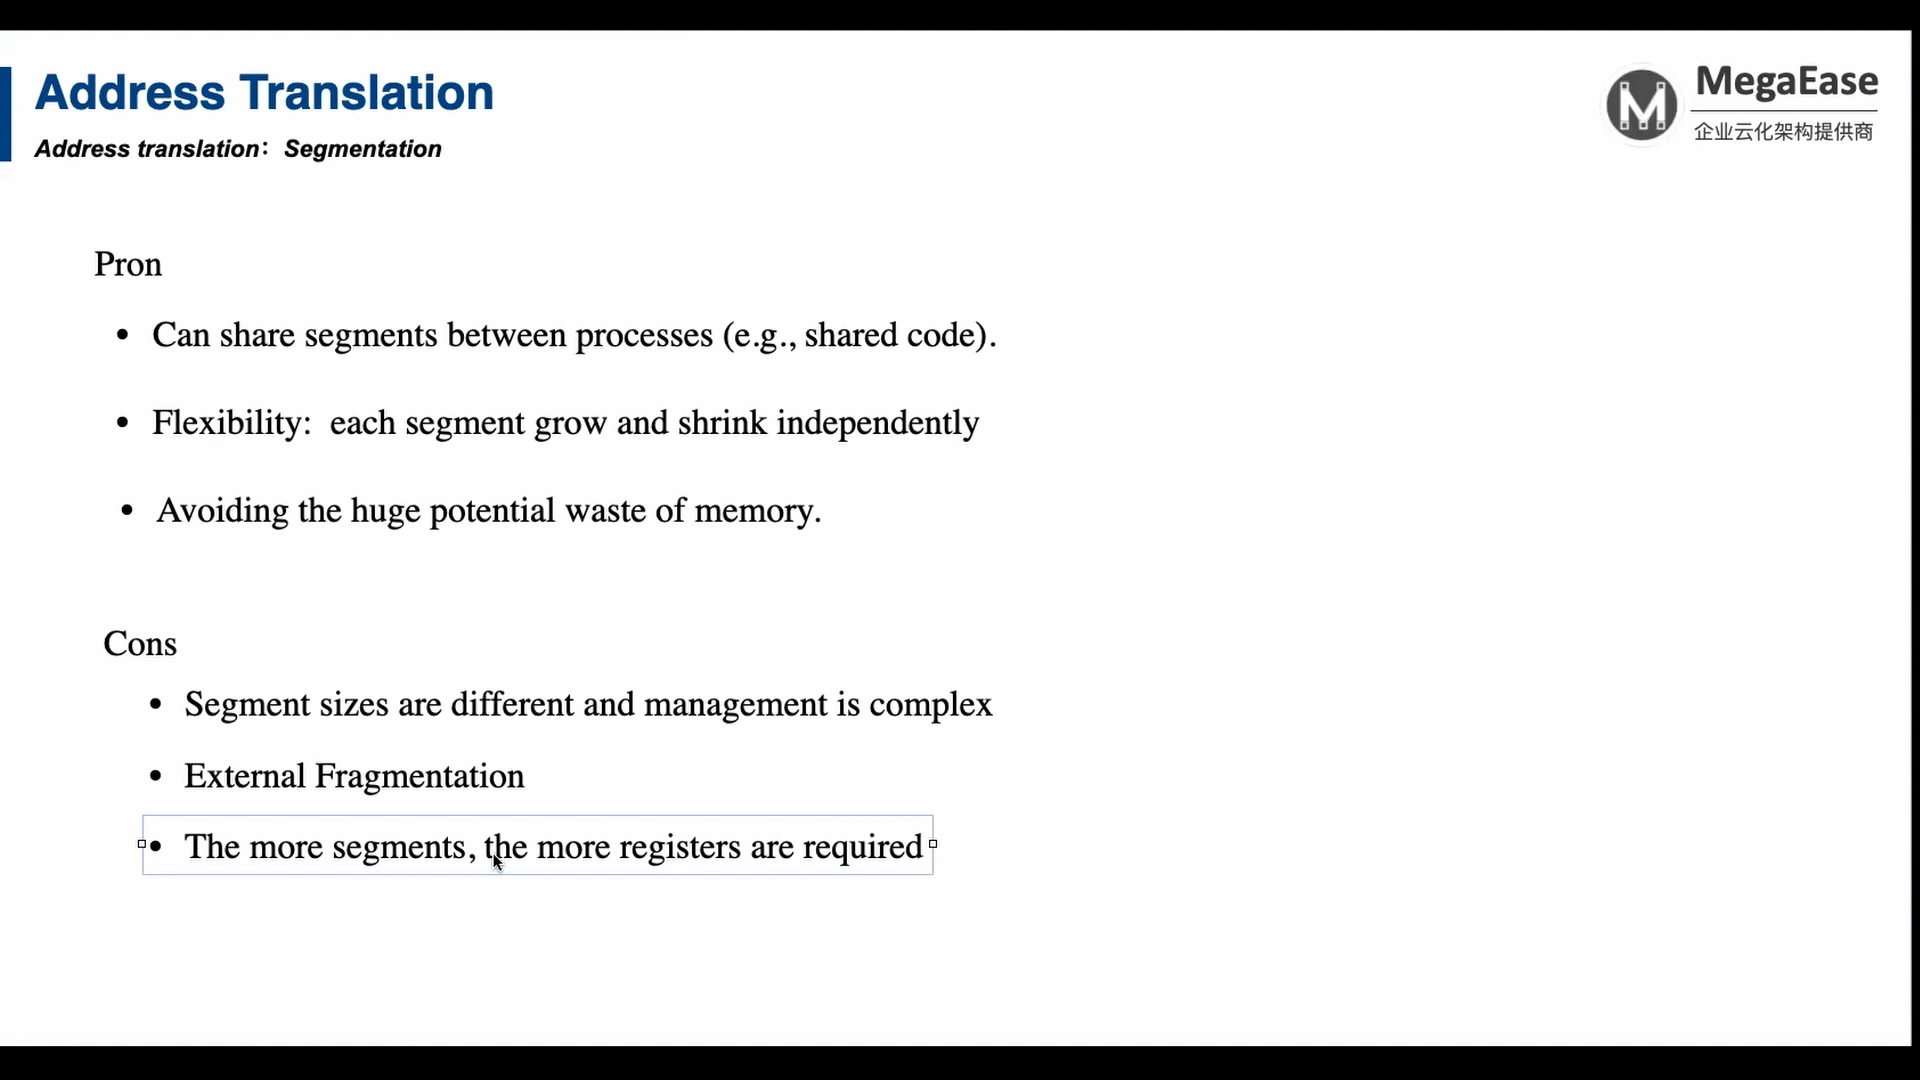 Address Translation
Address translation： Segmentation
MegaEase
企业云化架构提供商
Pron
• Can share segments between processes (e.g., shared code).
• Flexibility:  each segment grow and shrink independently
• Avoiding the huge potential waste of memory.
Cons
• Segment sizes are different and management is complex
• External Fragmentation
• The more segments, the more registers are required